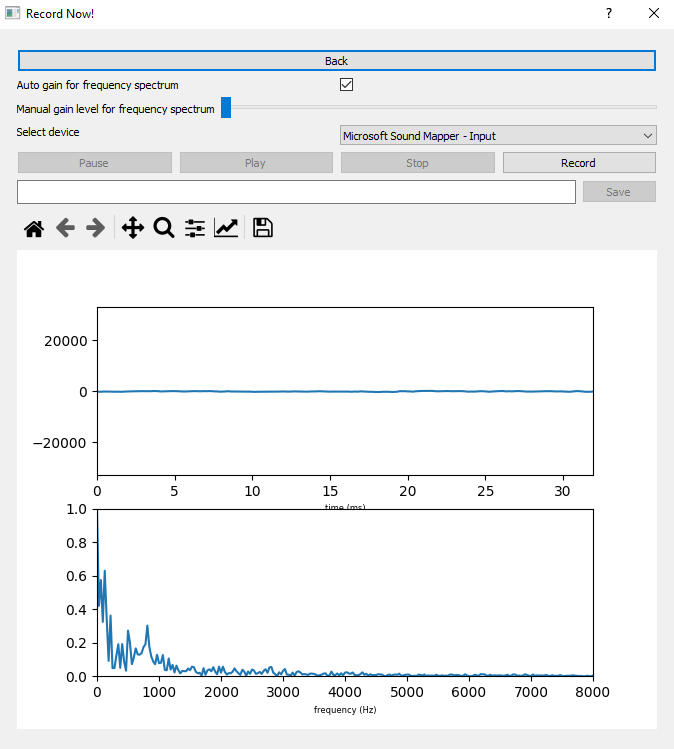 Record Now!
?
Back
Auto gain for frequency spectrum
Manual gain level for frequency spectrum
Select device
Microsoft Sound Mapper - Input
Pause Play Stop Record
Save
20000
0
−20000
0 5 10 15 20 25 30
time (ms)
1.0
0.8
0.6
0.4
0.2
0.0
0 1000 2000 3000 4000 5000 6000 7000 8000
frequency (Hz)